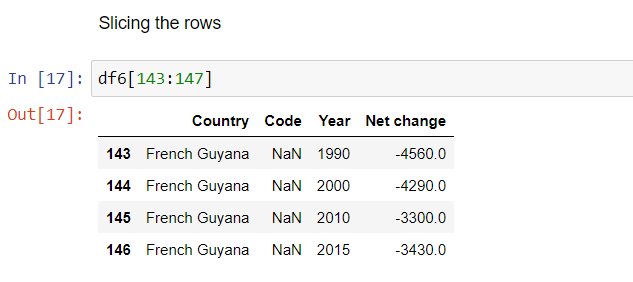 Slicing the rows
In [17]: df6[143:147]
Out[17]:
Country Code Year Net change
143 French Guyana NaN 1990 -4560.0
144 French Guyana NaN 2000 -4290.0
145 French Guyana NaN 2010 -3300.0
146 French Guyana NaN 2015 -3430.0